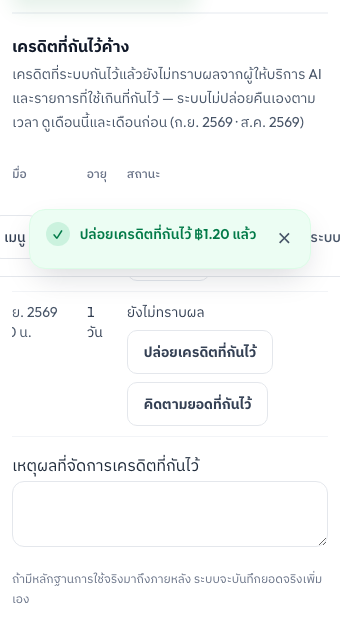 เครดิตที่กันไว้ค้าง
เครดิตที่ระบบกันไว้แล้วยังไม่ทราบผลจากผู้ให้บริการ AI
และรายการที่ใช้เกินที่กันไว้ — ระบบไม่ปล่อยคืนเองตาม
เวลา ดูเดือนนี้และเดือนก่อน (ก.ย. 2569 · ส.ค. 2569)
มื่อ อายุ สถานะ
เมนู ปล่อยเครดิตที่กันไว้ ฿1.20 แล้ว ระบบ
ย. 2569 1 ยังไม่ทราบผล
น. วัน
ปล่อยเครดิตที่กันไว้
คิดตามยอดที่กันไว้
เหตุผลที่จัดการเครดิตที่กันไว้
ถ้ามีหลักฐานการใช้จริงมาถึงภายหลัง ระบบจะบันทึกยอดจริงเพิ่ม
เอง